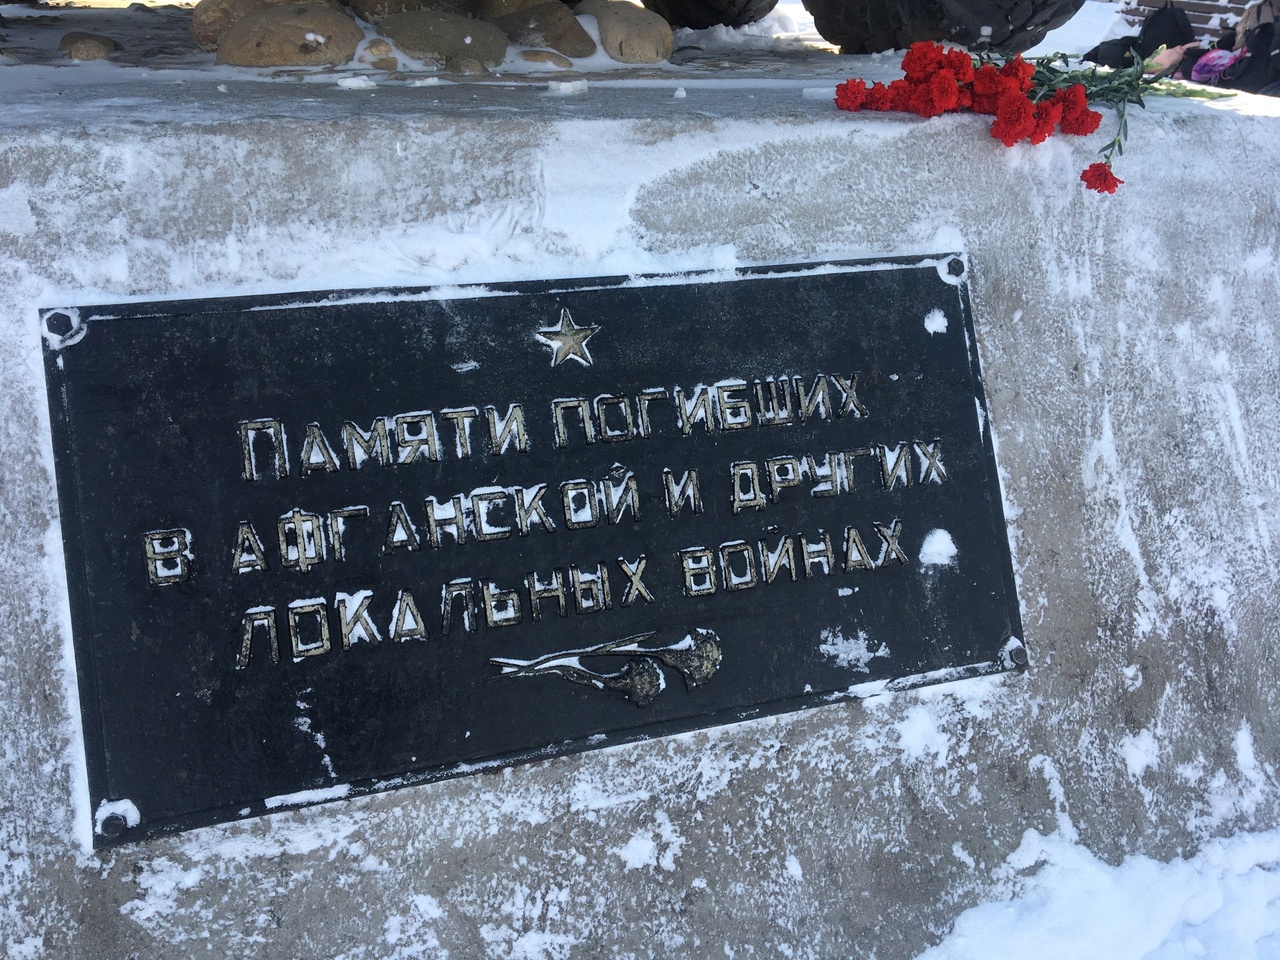 ПАМЯТИ ПОГИБШИХ
В АФГАНСКОЙ И ДРУГИХ
ЛОКАЛЬНЫХ ВОЙНАХ